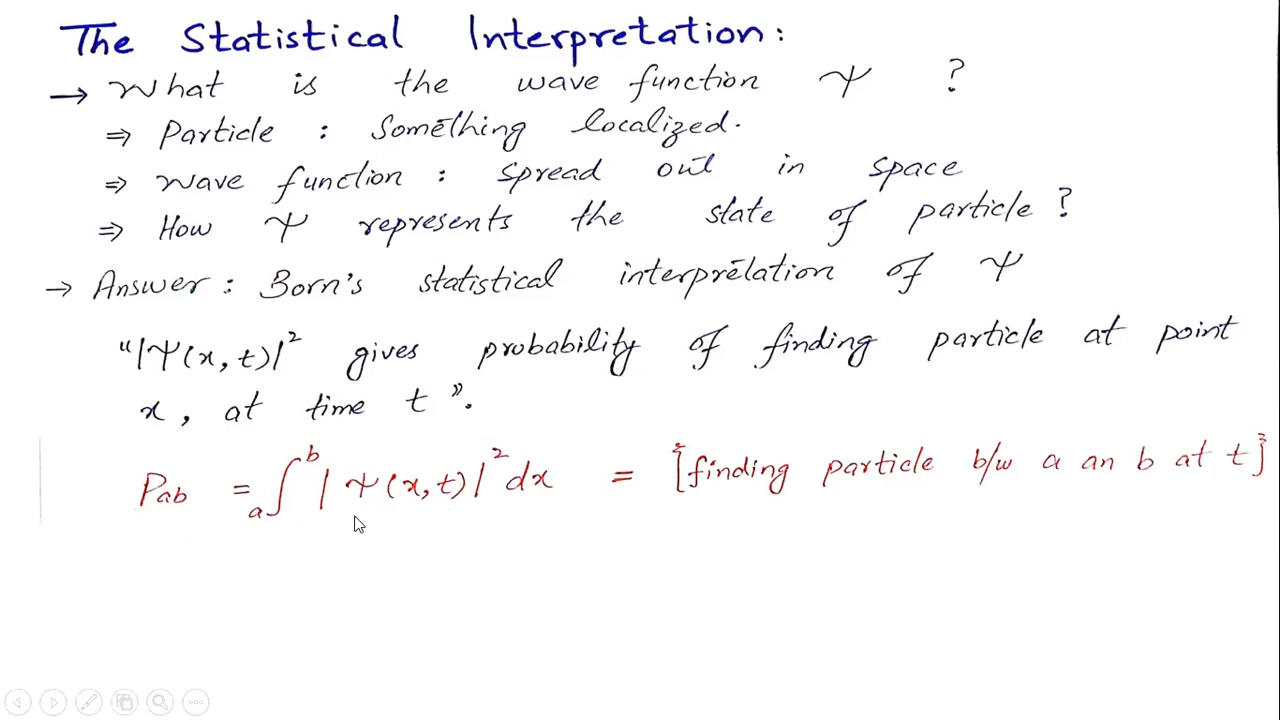 The Statistical Interpretation:
→ What is the wave function Ψ ?
⇒ Particle : Something localized.
⇒ wave function : spread out in space
⇒ How Ψ represents the state of particle ?
→ Answer : Born's statistical interpretation of Ψ
"|Ψ(x,t)|² gives probability of finding particle at point
x, at time t".
Pab = ∫ₐᵇ |Ψ(x,t)|² dx = {finding particle b/w a an b at t}